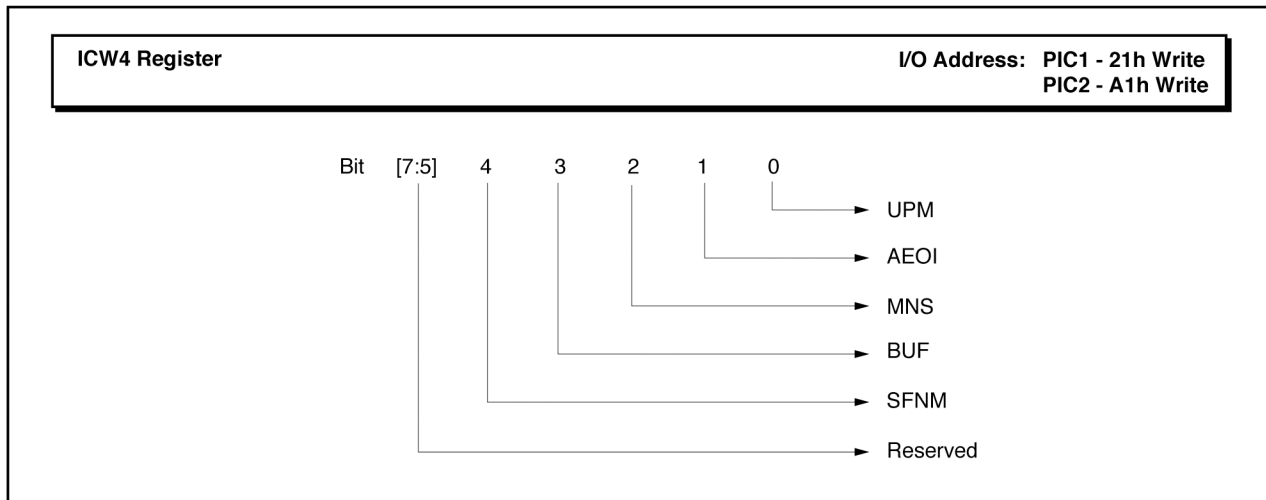 ICW4 Register
I/O Address: PIC1 - 21h Write
PIC2 - A1h Write
Bit [7:5] 4 3 2 1 0
UPM
AEOI
MNS
BUF
SFNM
Reserved